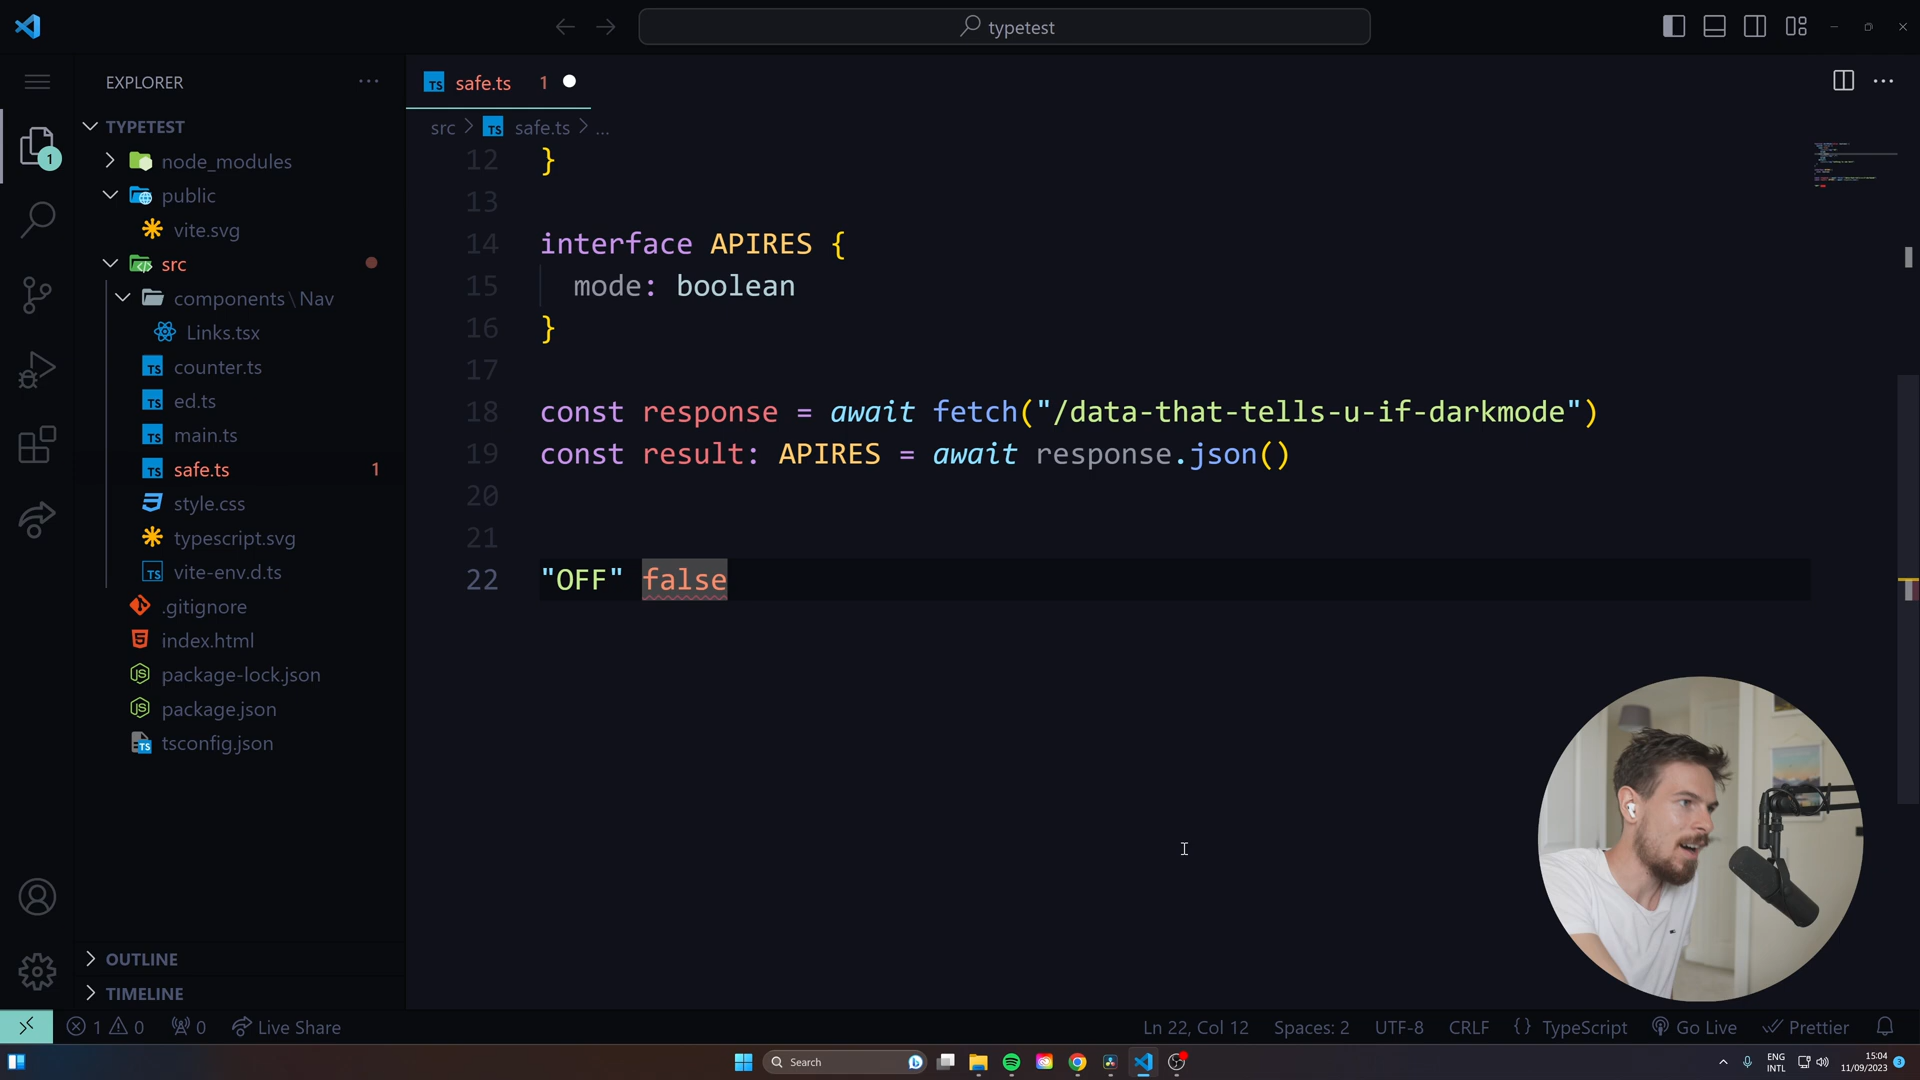 typetest
EXPLORER
TYPETEST
node_modules
public
vite.svg
src
components\Nav
Links.tsx
counter.ts
ed.ts
main.ts
safe.ts 1
style.css
typescript.svg
vite-env.d.ts
.gitignore
index.html
package-lock.json
package.json
tsconfig.json
OUTLINE
TIMELINE
1
safe.ts 1
src > safe.ts > ...
12 }
13
14 interface APIRES {
15 mode: boolean
16 }
17
18 const response = await fetch("/data-that-tells-u-if-darkmode")
19 const result: APIRES = await response.json()
20
21
22 "OFF" false
1 0 0 Live Share
Ln 22, Col 12 Spaces: 2 UTF-8 CRLF {} TypeScript Go Live Prettier
Search
ENG
INTL
15:04
11/09/2023
3